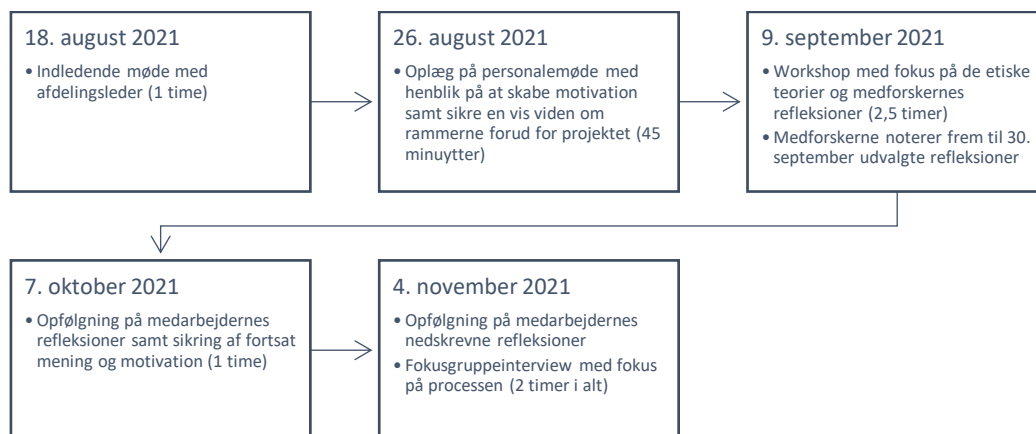 18. august 2021
• Indledende møde med
afdelingsleder (1 time)
26. august 2021
• Oplæg på personalemøde med
henblik på at skabe motivation
samt sikre en vis viden om
rammerne forud for projektet (45
minuytter)
9. september 2021
• Workshop med fokus på de etiske
teorier og medforskernes
refleksioner (2,5 timer)
• Medforskerne noterer frem til 30.
september udvalgte refleksioner
7. oktober 2021
• Opfølgning på medarbejdernes
refleksioner samt sikring af fortsat
mening og motivation (1 time)
4. november 2021
• Opfølgning på medarbejdernes
nedskrevne refleksioner
• Fokusgruppeinterview med fokus
på processen (2 timer i alt)